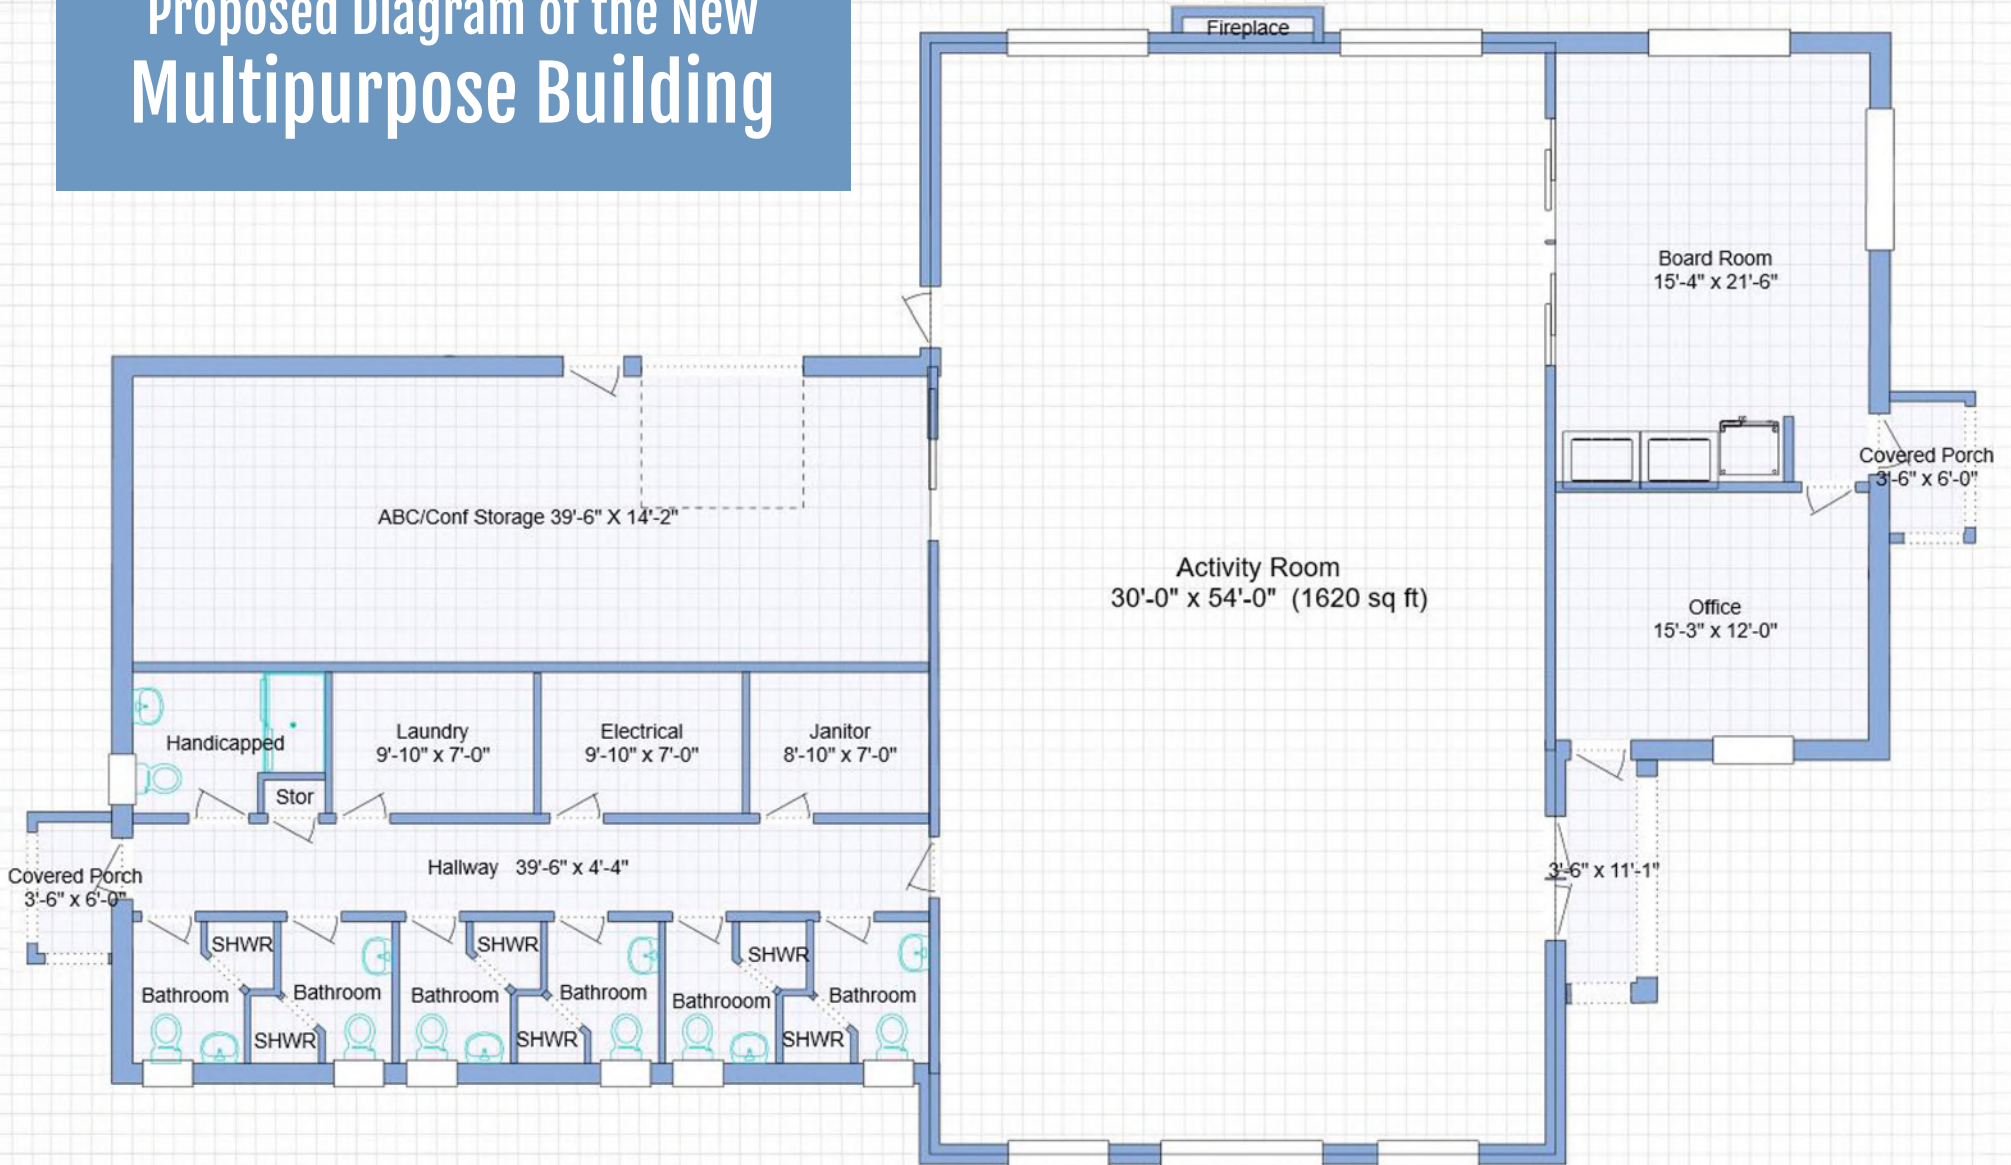 Proposed Diagram of the New
Multipurpose Building
Fireplace
Board Room
15'-4" x 21'-6"
Covered Porch
3'-6" x 6'-0"
ABC/Conf Storage 39'-6" X 14'-2"
Activity Room
30'-0" x 54'-0" (1620 sq ft)
Office
15'-3" x 12'-0"
Handicapped
Stor
Laundry
9'-10" x 7'-0"
Electrical
9'-10" x 7'-0"
Janitor
8'-10" x 7'-0"
Covered Porch
3'-6" x 6'-0"
Hallway 39'-6" x 4'-4"
3'-6" x 11'-1"
SHWR
SHWR
SHWR
Bathroom
Bathroom
Bathroom
Bathroom
Bathrooom
Bathroom
SHWR
SHWR
SHWR